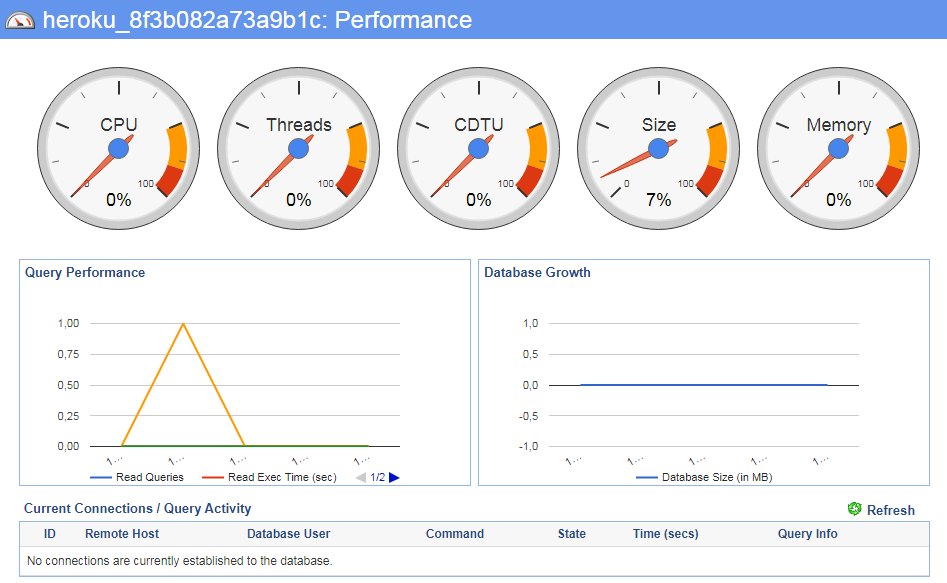 heroku_8f3b082a73a9b1c: Performance
CPU Threads CDTU Size Memory
0 100 0 100 0 100 0 100 0 100
0% 0% 0% 7% 0%
Query Performance
1,00
0,75
0,50
0,25
0,00
1··· 1··· 1··· 1··· 1···
Read Queries Read Exec Time (sec) 1/2
Database Growth
1,0
0,5
0,0
-0,5
-1,0
1··· 1··· 1··· 1··· 1···
Database Size (in MB)
Current Connections / Query Activity Refresh
ID Remote Host Database User Command State Time (secs) Query Info
No connections are currently established to the database.